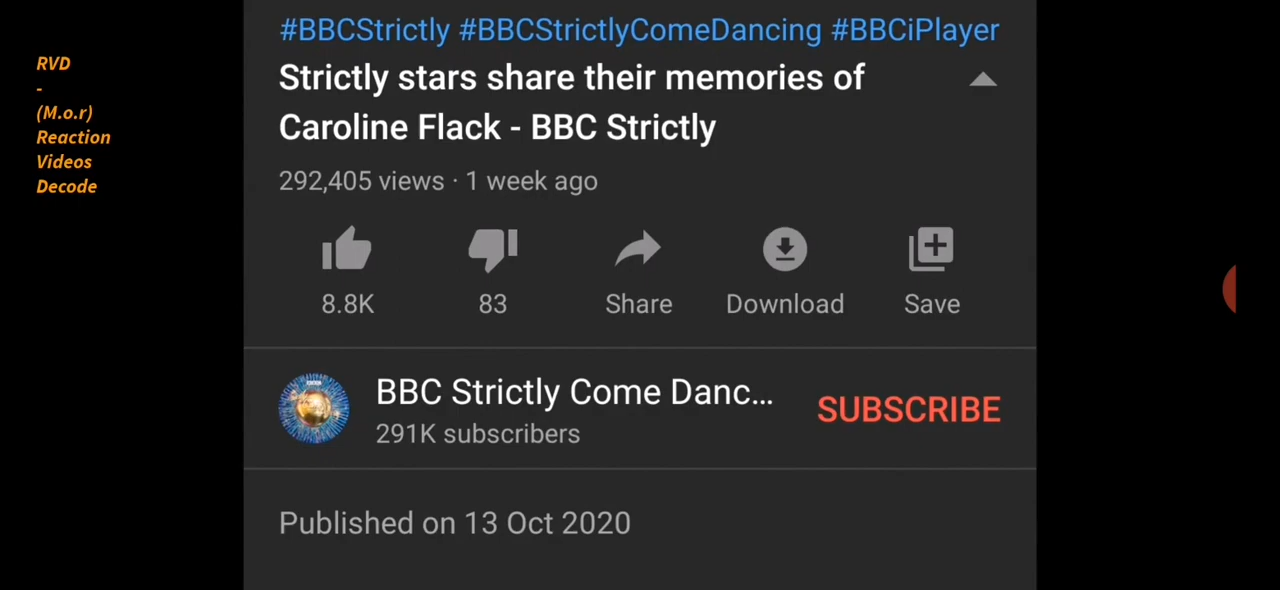 RVD
-
(M.o.r)
Reaction
Videos
Decode
#BBCStrictly #BBCStrictlyComeDancing #BBCiPlayer
Strictly stars share their memories of
Caroline Flack - BBC Strictly
292,405 views · 1 week ago
8.8K 83 Share Download Save
BBC Strictly Come Danc...
291K subscribers
SUBSCRIBE
Published on 13 Oct 2020